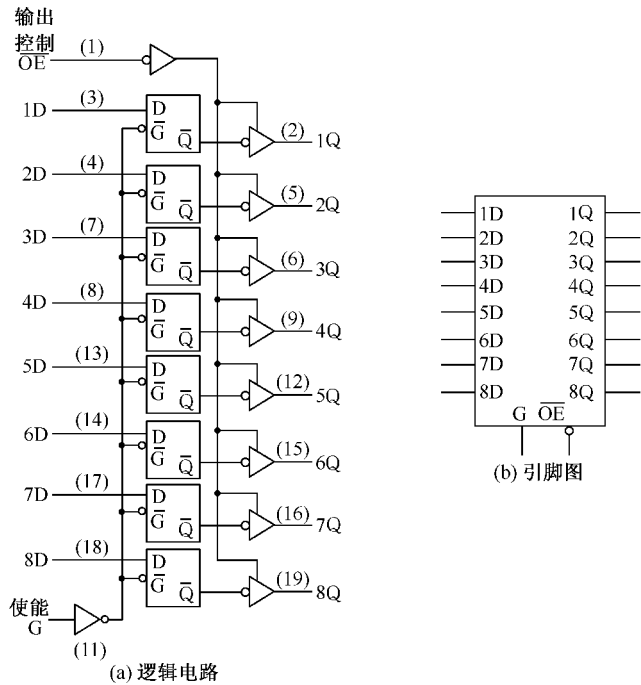 输出
控制
OE (1)
1D (3) D G Q (2) 1Q
2D (4) D G Q (5) 2Q
3D (7) D G Q (6) 3Q
4D (8) D G Q (9) 4Q
5D (13) D G Q (12) 5Q
6D (14) D G Q (15) 6Q
7D (17) D G Q (16) 7Q
8D (18) D G Q (19) 8Q
使能
G
(11)
(a) 逻辑电路
1D 1Q
2D 2Q
3D 3Q
4D 4Q
5D 5Q
6D 6Q
7D 7Q
8D 8Q
G OE
(b) 引脚图